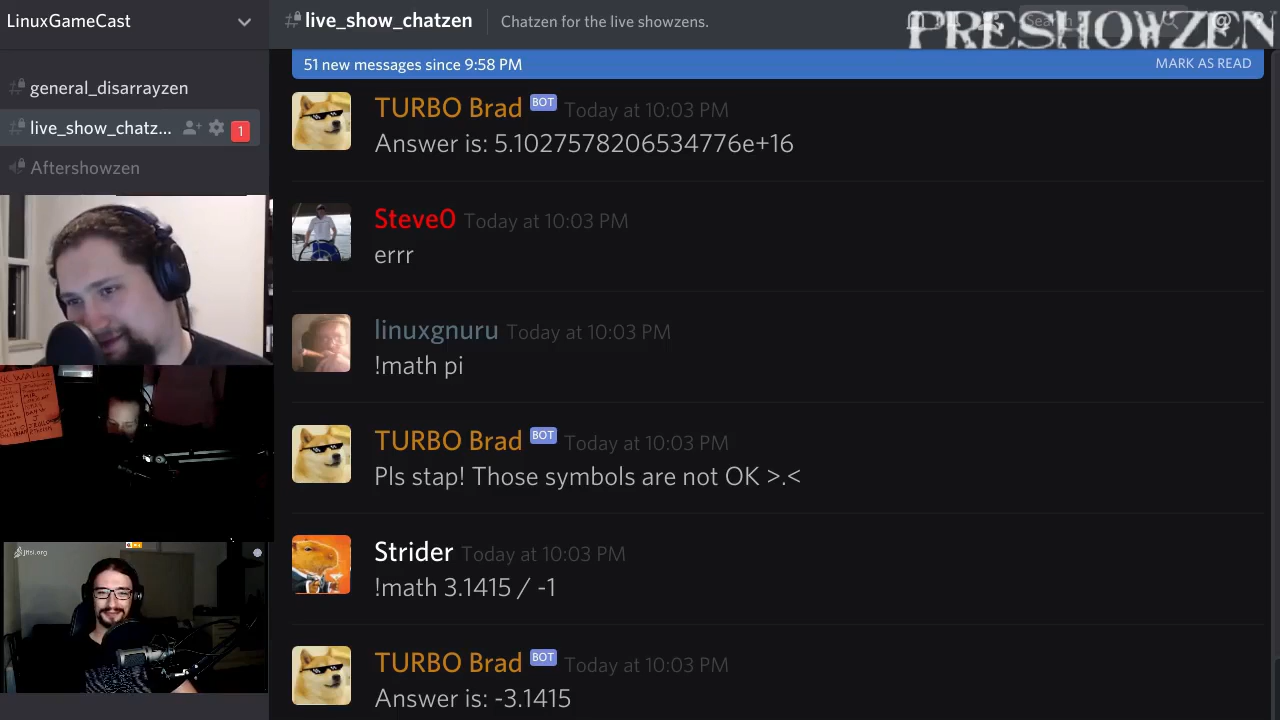 LinuxGameCast
live_show_chatzen
Chatzen for the live showzens.
Search
PRESHOWZEN
51 new messages since 9:58 PM
MARK AS READ
general_disarrayzen
live_show_chatz...
1
Aftershowzen
TURBO Brad BOT Today at 10:03 PM
Answer is: 5.1027578206534776e+16
Steve0 Today at 10:03 PM
errr
linuxgnuru Today at 10:03 PM
!math pi
TURBO Brad BOT Today at 10:03 PM
Pls stap! Those symbols are not OK >.<
Strider Today at 10:03 PM
!math 3.1415 / -1
TURBO Brad BOT Today at 10:03 PM
Answer is: -3.1415
jitsi.org